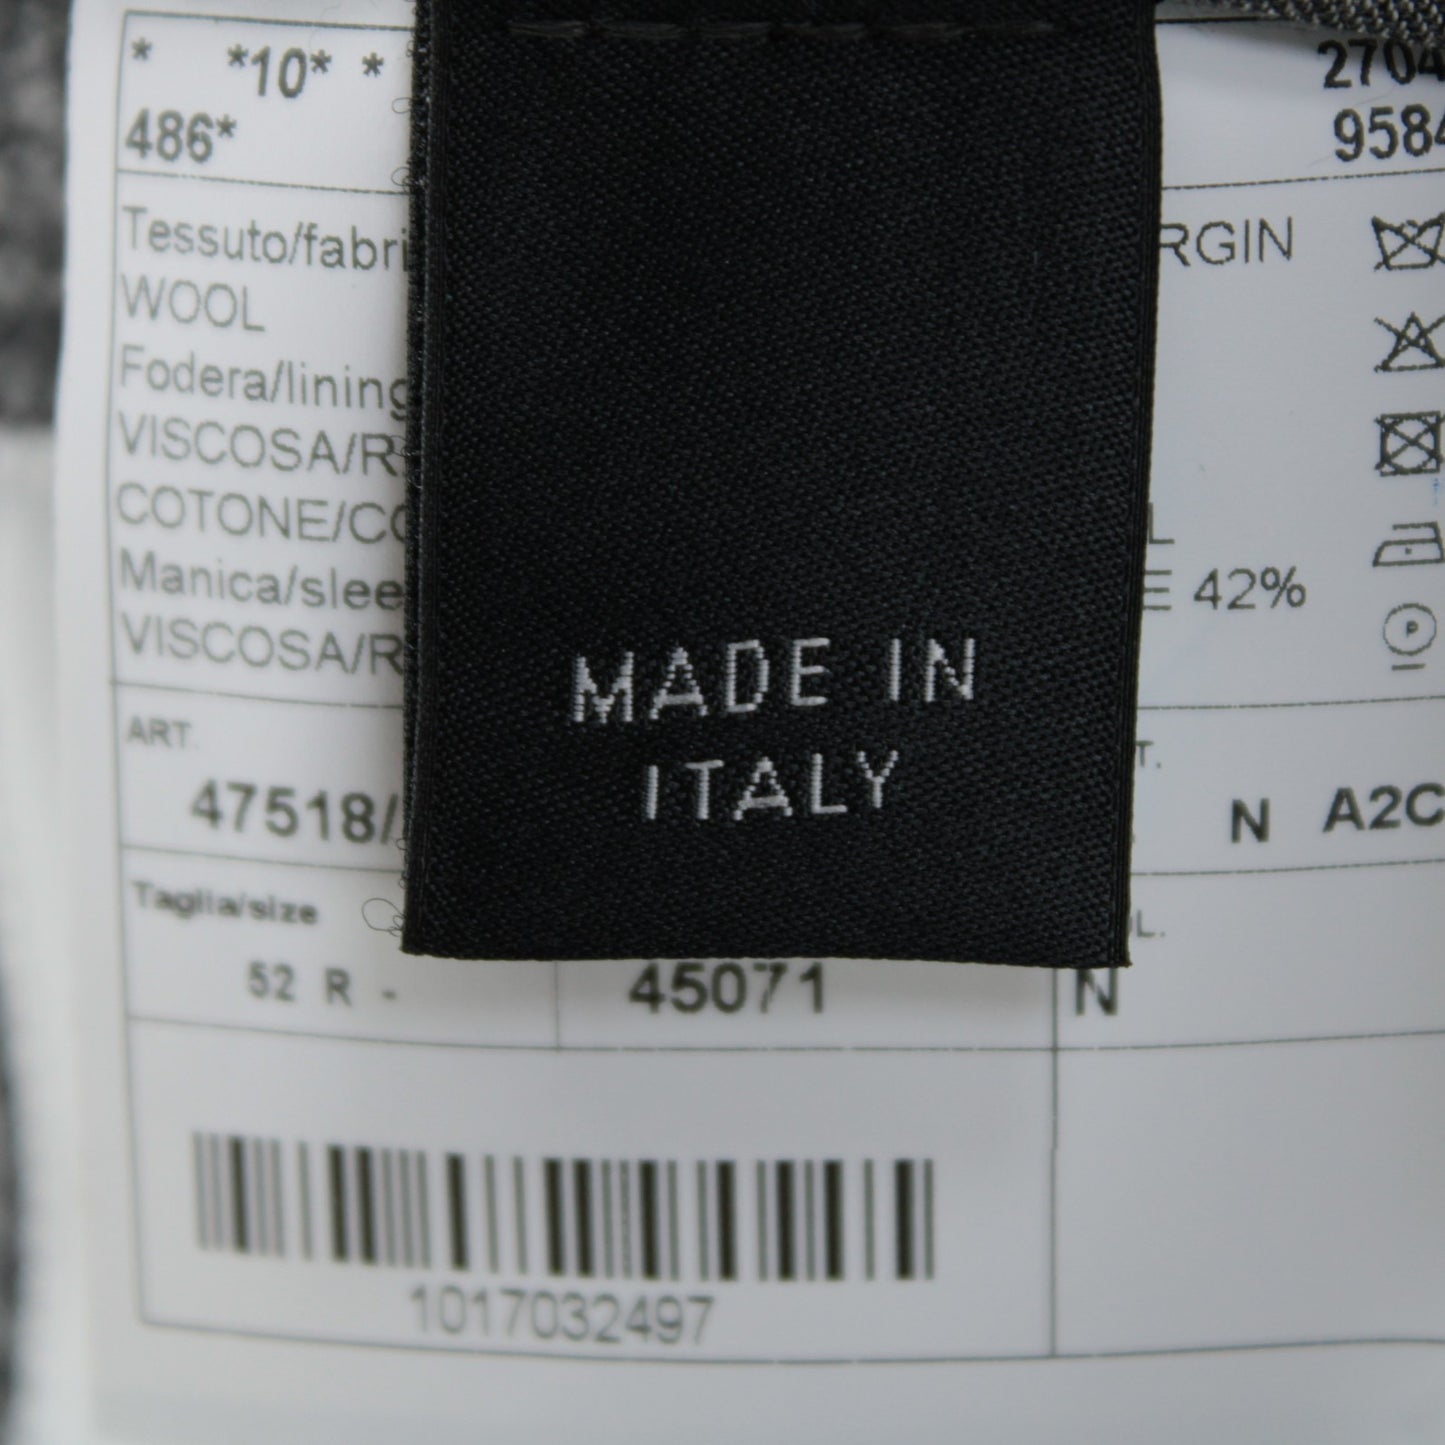 * *10* * 2704
486* 9584
Tessuto/fabri RGIN
WOOL
Fodera/lining
VISCOSA/R
COTONE/CO L
Manica/slee E 42%
VISCOSA/R
MADE IN
ITALY
ART. T.
47518/ N A2C
Taglia/size L.
52 R - 45071 N
1017032497